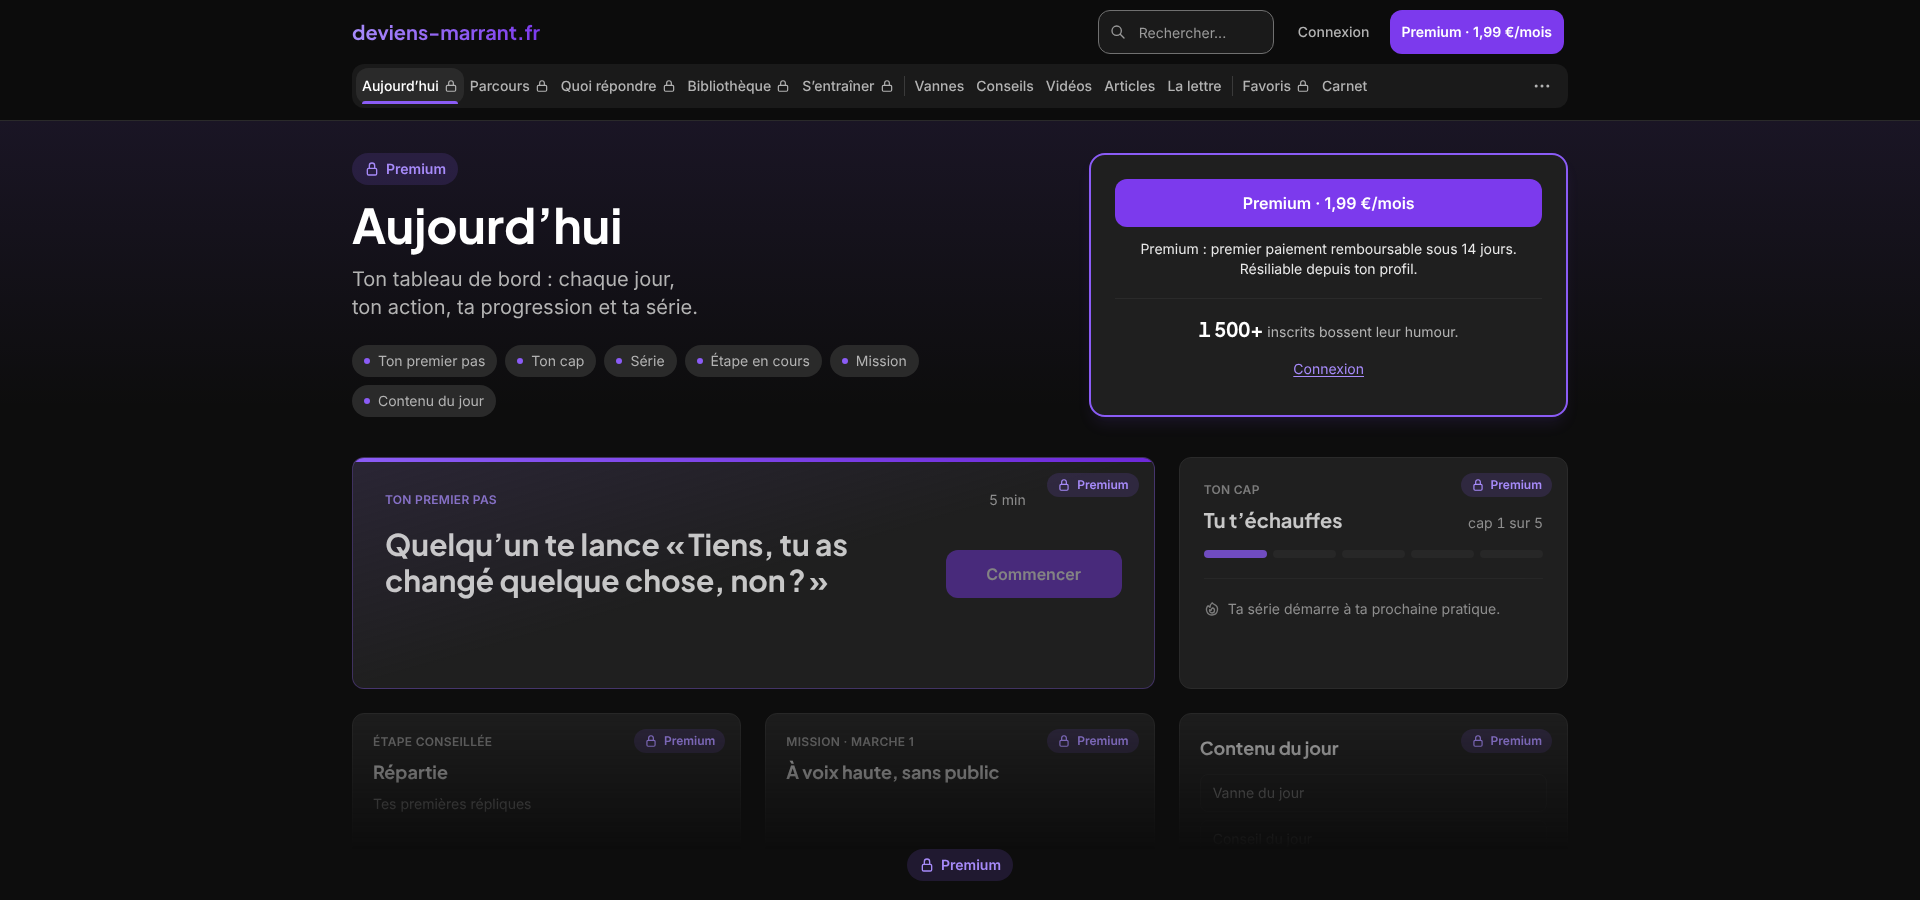 deviens-marrant.fr
Rechercher...
Connexion
Premium · 1,99 €/mois
Aujourd’hui
Parcours
Quoi répondre
Bibliothèque
S’entraîner
Vannes
Conseils
Vidéos
Articles
La lettre
Favoris
Carnet
Premium
Aujourd’hui
Ton tableau de bord : chaque jour,
ton action, ta progression et ta série.
Ton premier pas
Ton cap
Série
Étape en cours
Mission
Contenu du jour
Premium · 1,99 €/mois
Premium : premier paiement remboursable sous 14 jours.
Résiliable depuis ton profil.
1 500+ inscrits bossent leur humour.
Connexion
TON PREMIER PAS
5 min
Premium
Quelqu’un te lance « Tiens, tu as
changé quelque chose, non ? »
Commencer
TON CAP
Premium
Tu t’échauffes
cap 1 sur 5
Ta série démarre à ta prochaine pratique.
ÉTAPE CONSEILLÉE
Premium
Répartie
Tes premières répliques
MISSION · MARCHE 1
Premium
À voix haute, sans public
Contenu du jour
Premium
Vanne du jour
Conseil du jour
Premium